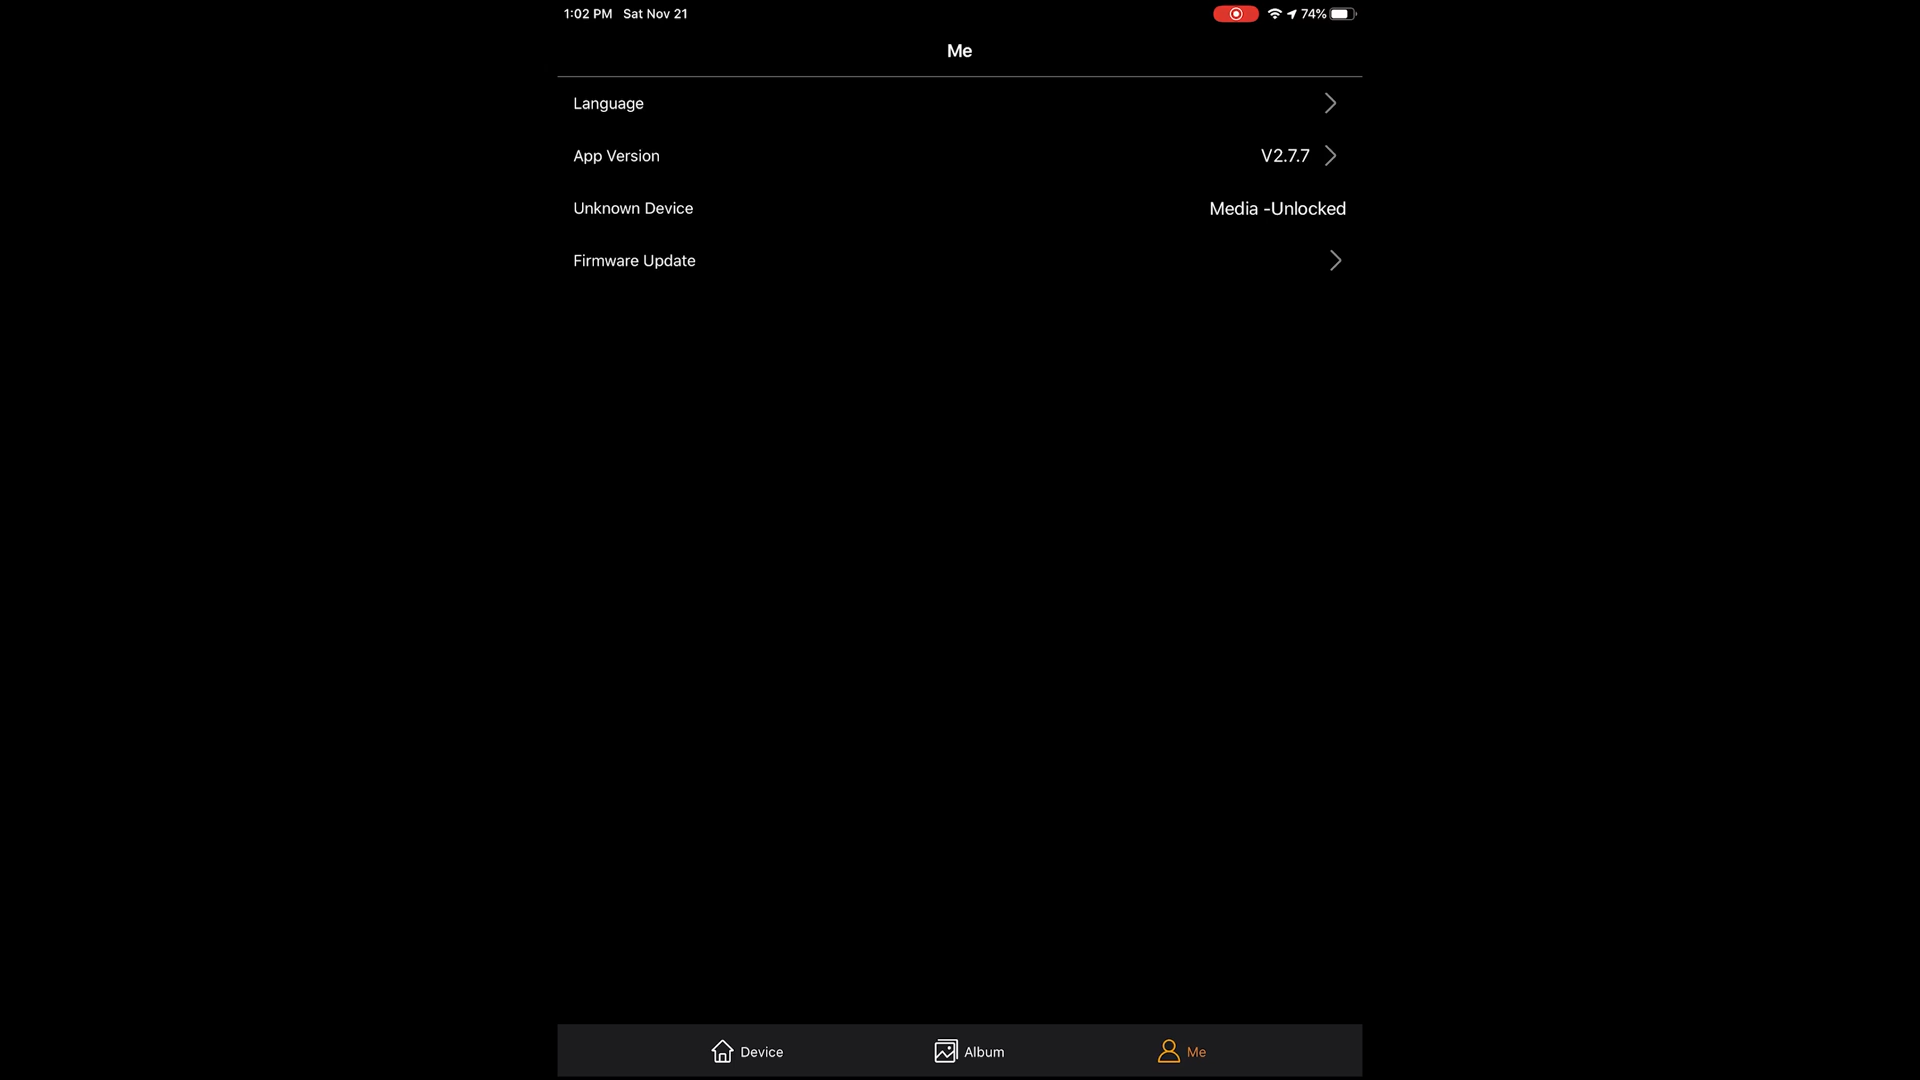 1:02 PM Sat Nov 21 74%
Me
Language
App Version V2.7.7
Unknown Device Media -Unlocked
Firmware Update
Device Album Me